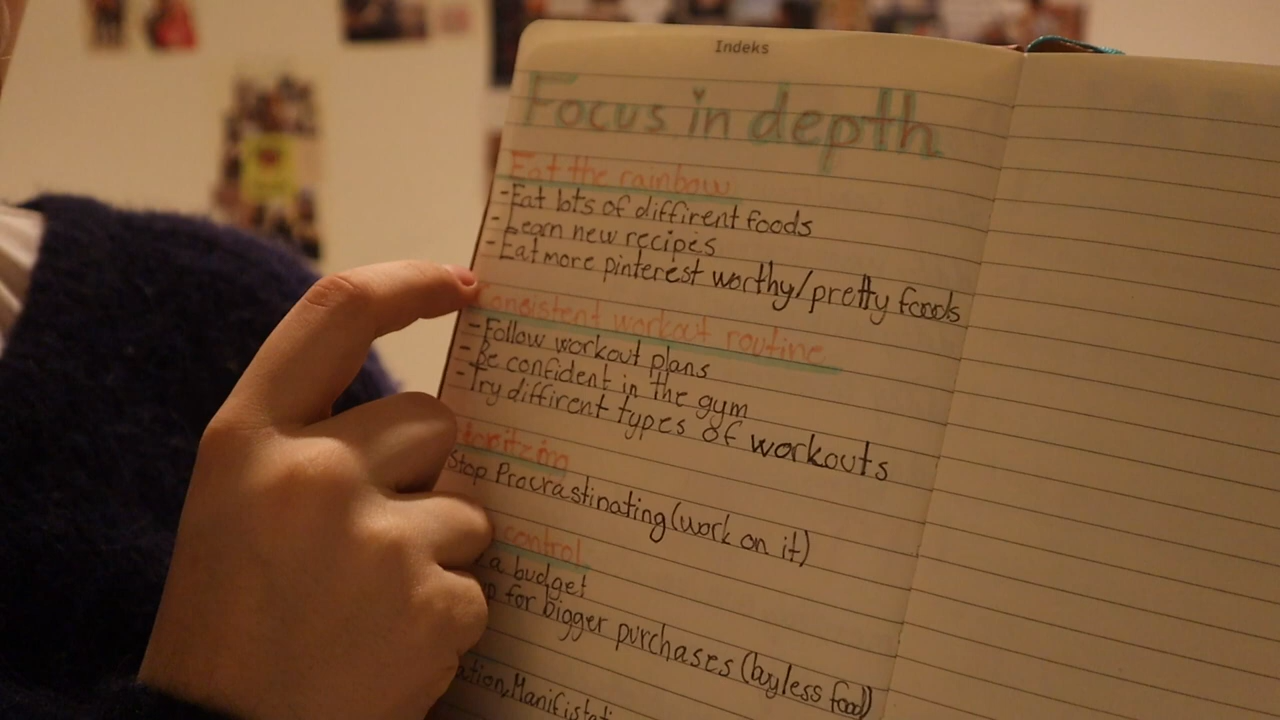 Indeks
Focus in depth
Eat the rainbow
-Eat lots of diffirent foods
- Learn new recipes
-Eat more pinterest worthy/pretty foods
Consistent workout routine
-Follow workout plans
-Be confident in the gym
-Try diffirent types of workouts
Stop Procrastinating (work on it)
control
a budget
for bigger purchases (buy less food)